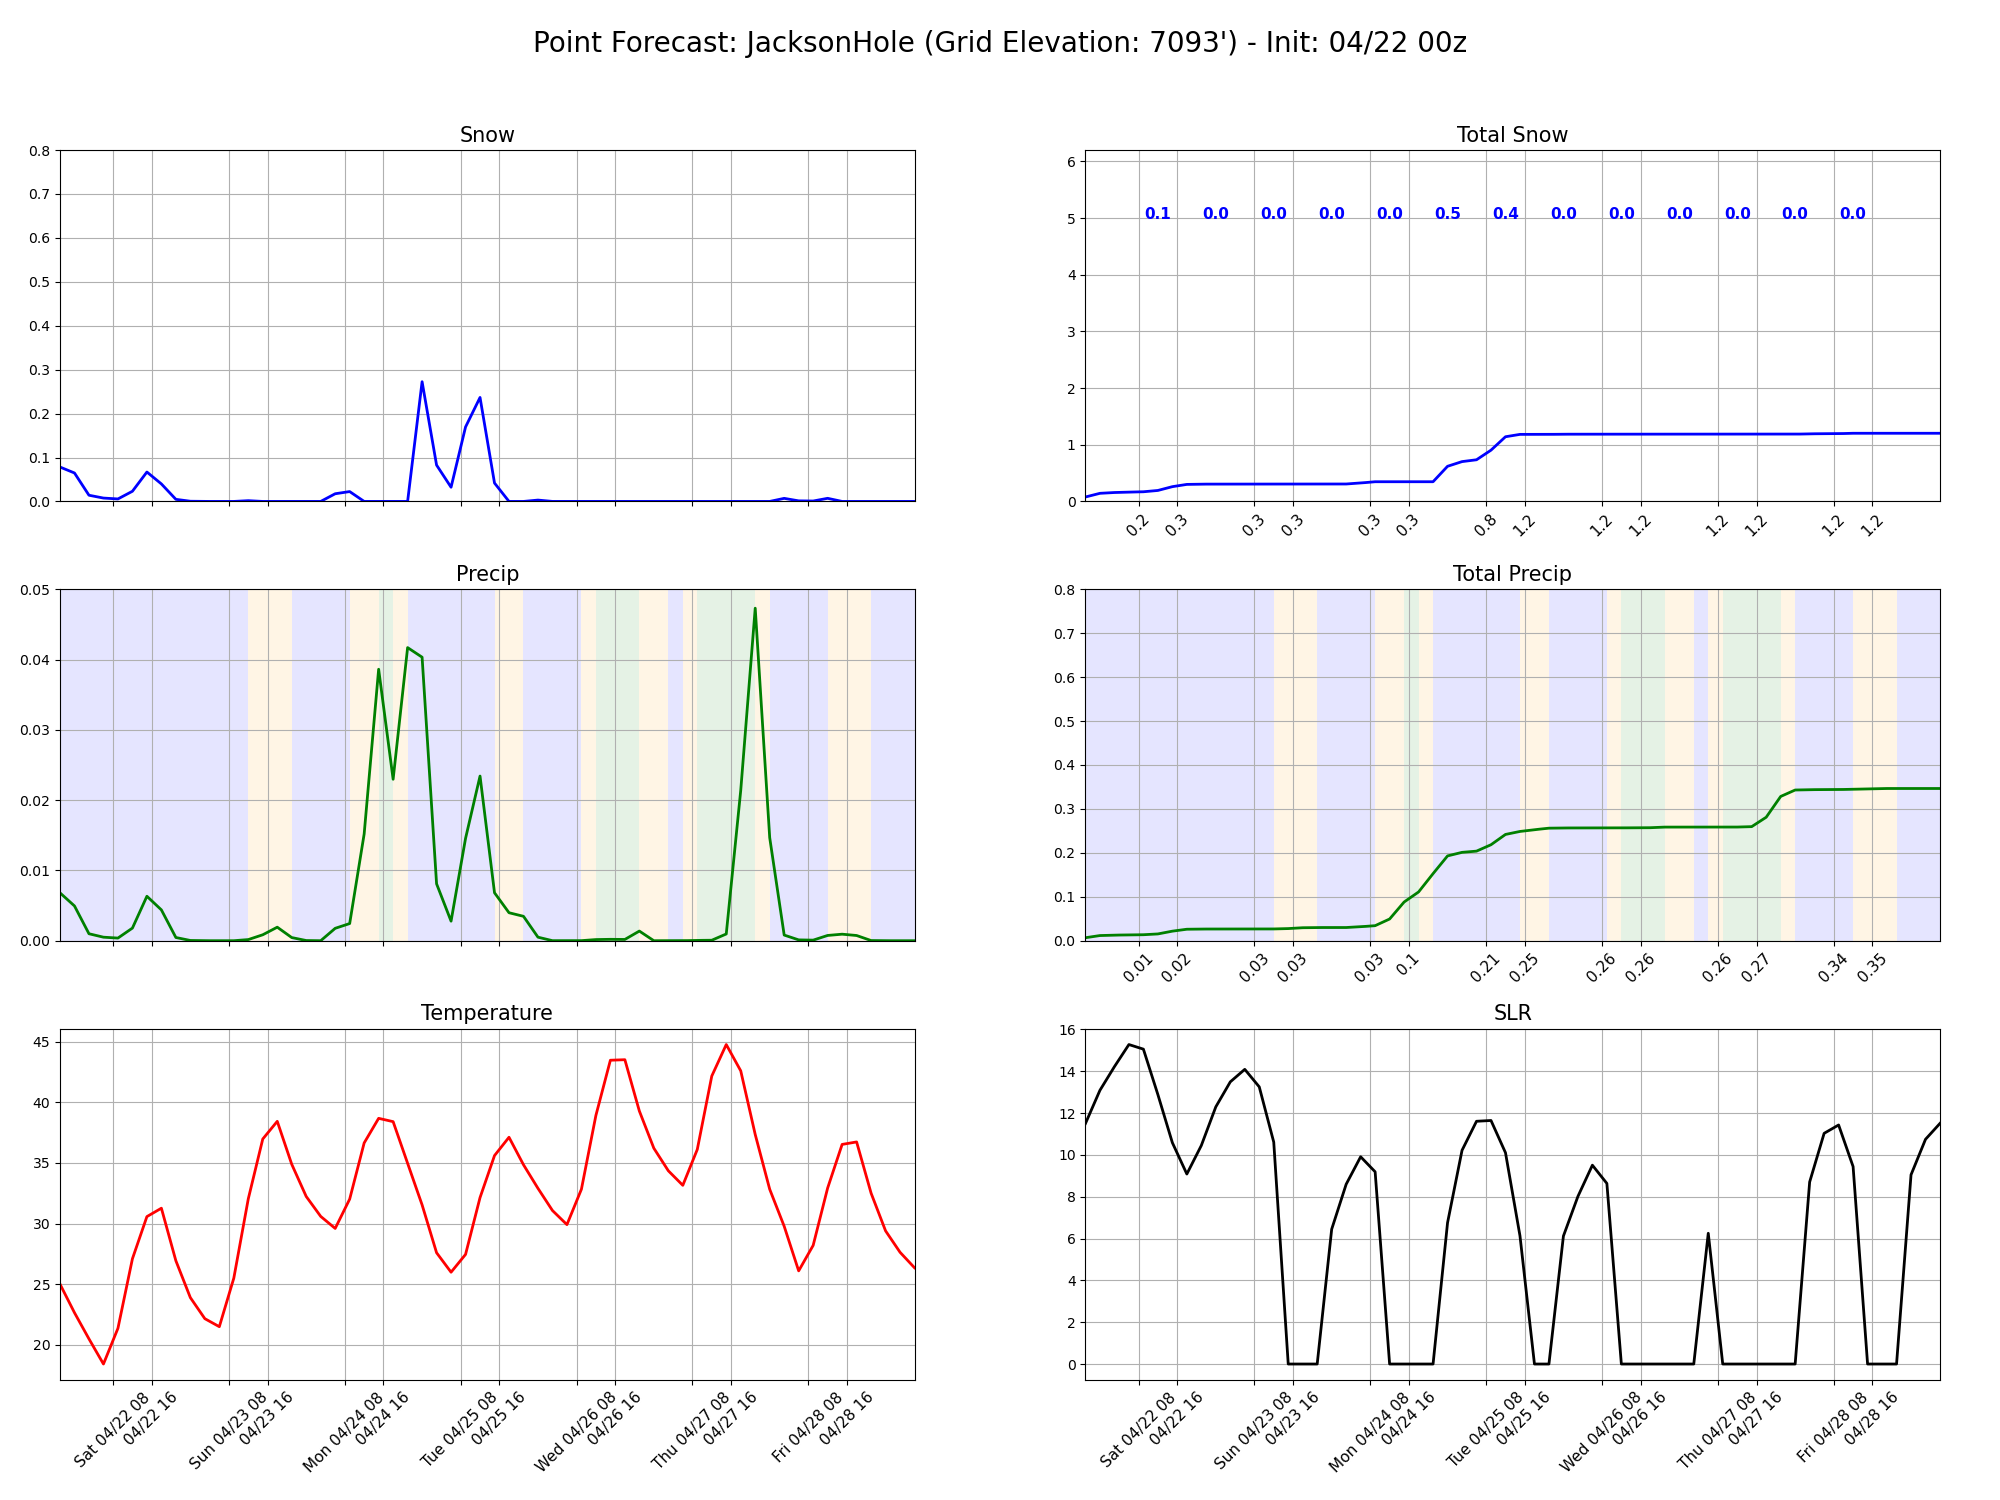 Point Forecast: JacksonHole (Grid Elevation: 7093') - Init: 04/22 00z
Snow
0.8
0.7
0.6
0.5
0.4
0.3
0.2
0.1
0.0
Total Snow
6
5
4
3
2
1
0
0.1 0.0 0.0 0.0 0.0 0.5 0.4 0.0 0.0 0.0 0.0 0.0 0.0
0.2 0.3 0.3 0.3 0.3 0.3 0.8 1.2 1.2 1.2 1.2 1.2 1.2 1.2
Precip
0.05
0.04
0.03
0.02
0.01
0.00
Total Precip
0.8
0.7
0.6
0.5
0.4
0.3
0.2
0.1
0.0
0.01 0.02 0.03 0.03 0.03 0.1 0.21 0.25 0.26 0.26 0.26 0.27 0.34 0.35
Temperature
45
40
35
30
25
20
Sat 04/22 08
04/22 16
Sun 04/23 08
04/23 16
Mon 04/24 08
04/24 16
Tue 04/25 08
04/25 16
Wed 04/26 08
04/26 16
Thu 04/27 08
04/27 16
Fri 04/28 08
04/28 16
SLR
16
14
12
10
8
6
4
2
0
Sat 04/22 08
04/22 16
Sun 04/23 08
04/23 16
Mon 04/24 08
04/24 16
Tue 04/25 08
04/25 16
Wed 04/26 08
04/26 16
Thu 04/27 08
04/27 16
Fri 04/28 08
04/28 16